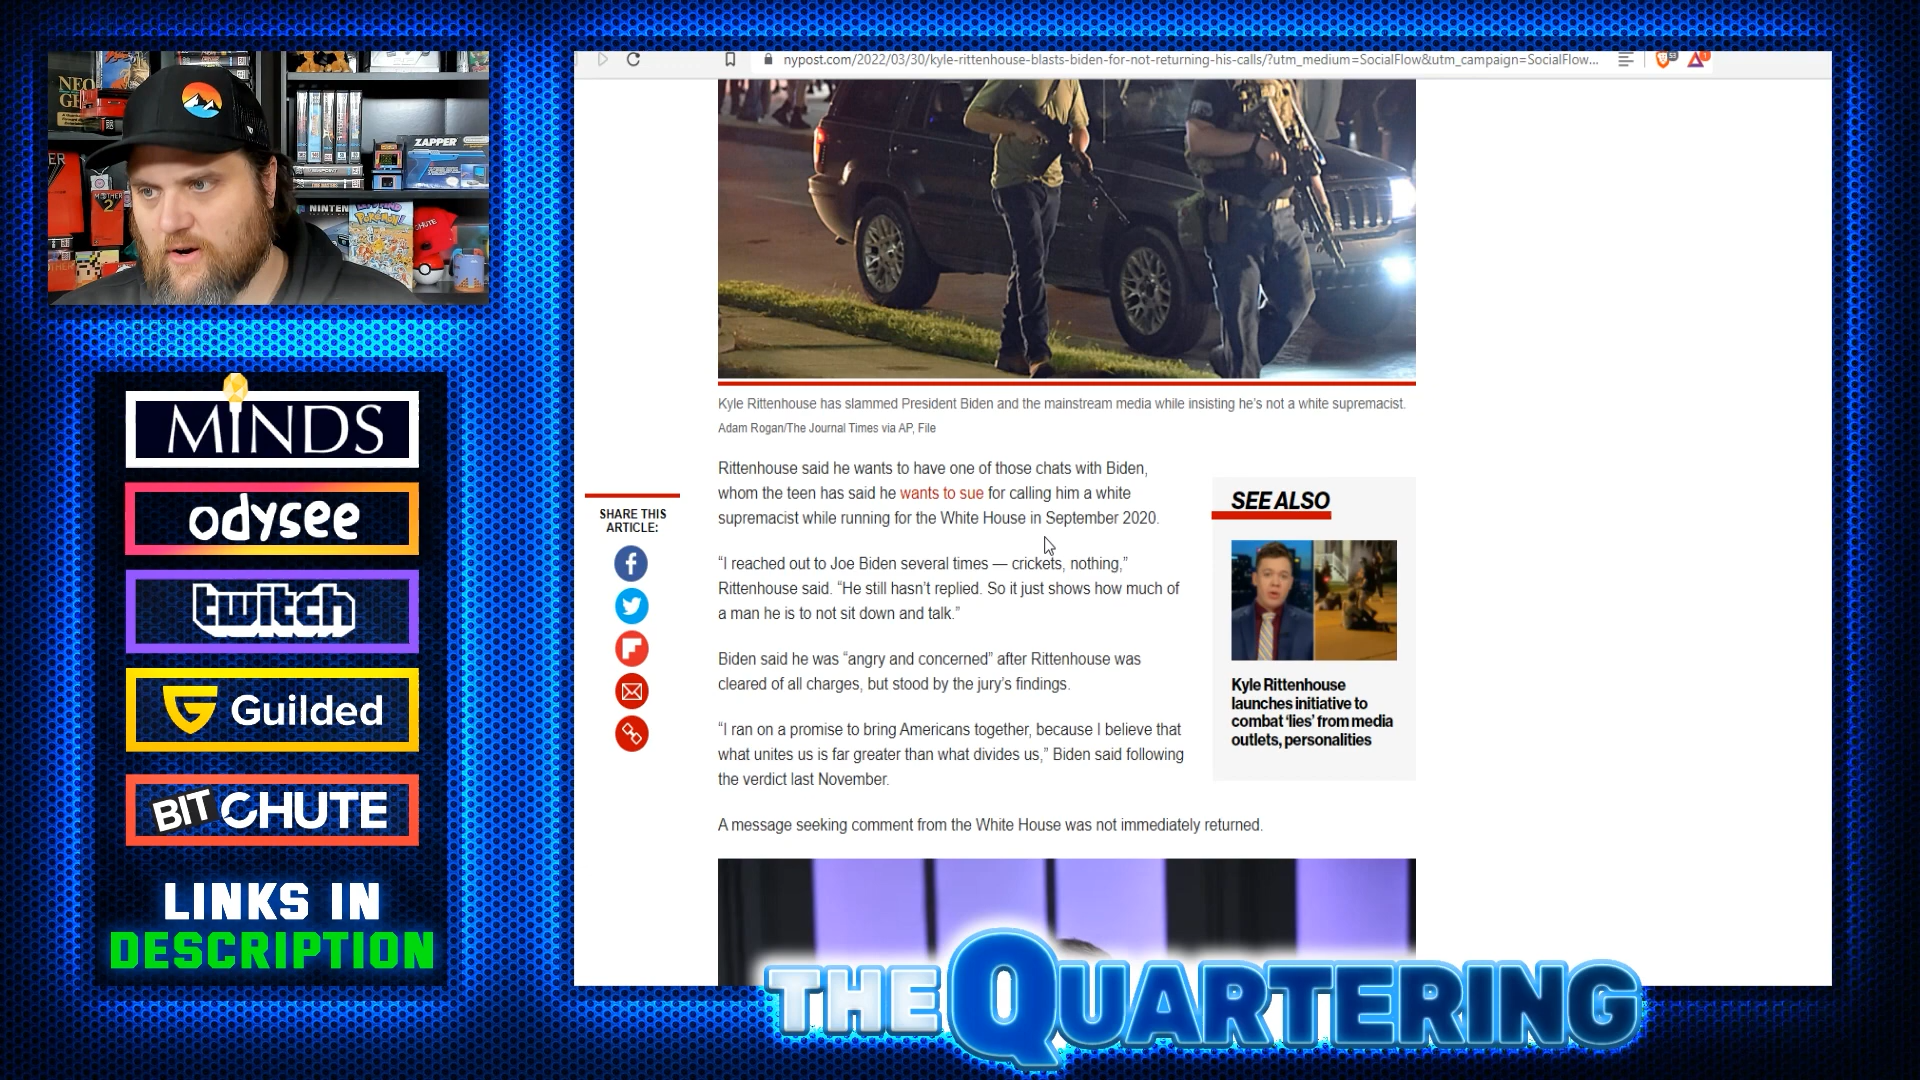 nypost.com/2022/03/30/kyle-rittenhouse-blasts-biden-for-not-returning-his-calls/?utm_medium=SocialFlow&utm_campaign=SocialFlow...
NEO
ZAPPER
MOTHER
2
NINTEN
POKéMON
CHUTE
MINDS
odysee
twitch
Guilded
BITCHUTE
LINKS IN
DESCRIPTION
Kyle Rittenhouse has slammed President Biden and the mainstream media while insisting he's not a white supremacist.
Adam Rogan/The Journal Times via AP, File
SHARE THIS
ARTICLE:
Rittenhouse said he wants to have one of those chats with Biden,
whom the teen has said he wants to sue for calling him a white
supremacist while running for the White House in September 2020.
“I reached out to Joe Biden several times — crickets, nothing,”
Rittenhouse said. “He still hasn't replied. So it just shows how much of
a man he is to not sit down and talk.”
Biden said he was “angry and concerned” after Rittenhouse was
cleared of all charges, but stood by the jury's findings.
“I ran on a promise to bring Americans together, because I believe that
what unites us is far greater than what divides us,” Biden said following
the verdict last November.
A message seeking comment from the White House was not immediately returned.
SEE ALSO
Kyle Rittenhouse
launches initiative to
combat ‘lies’ from media
outlets, personalities
THE QUARTERING